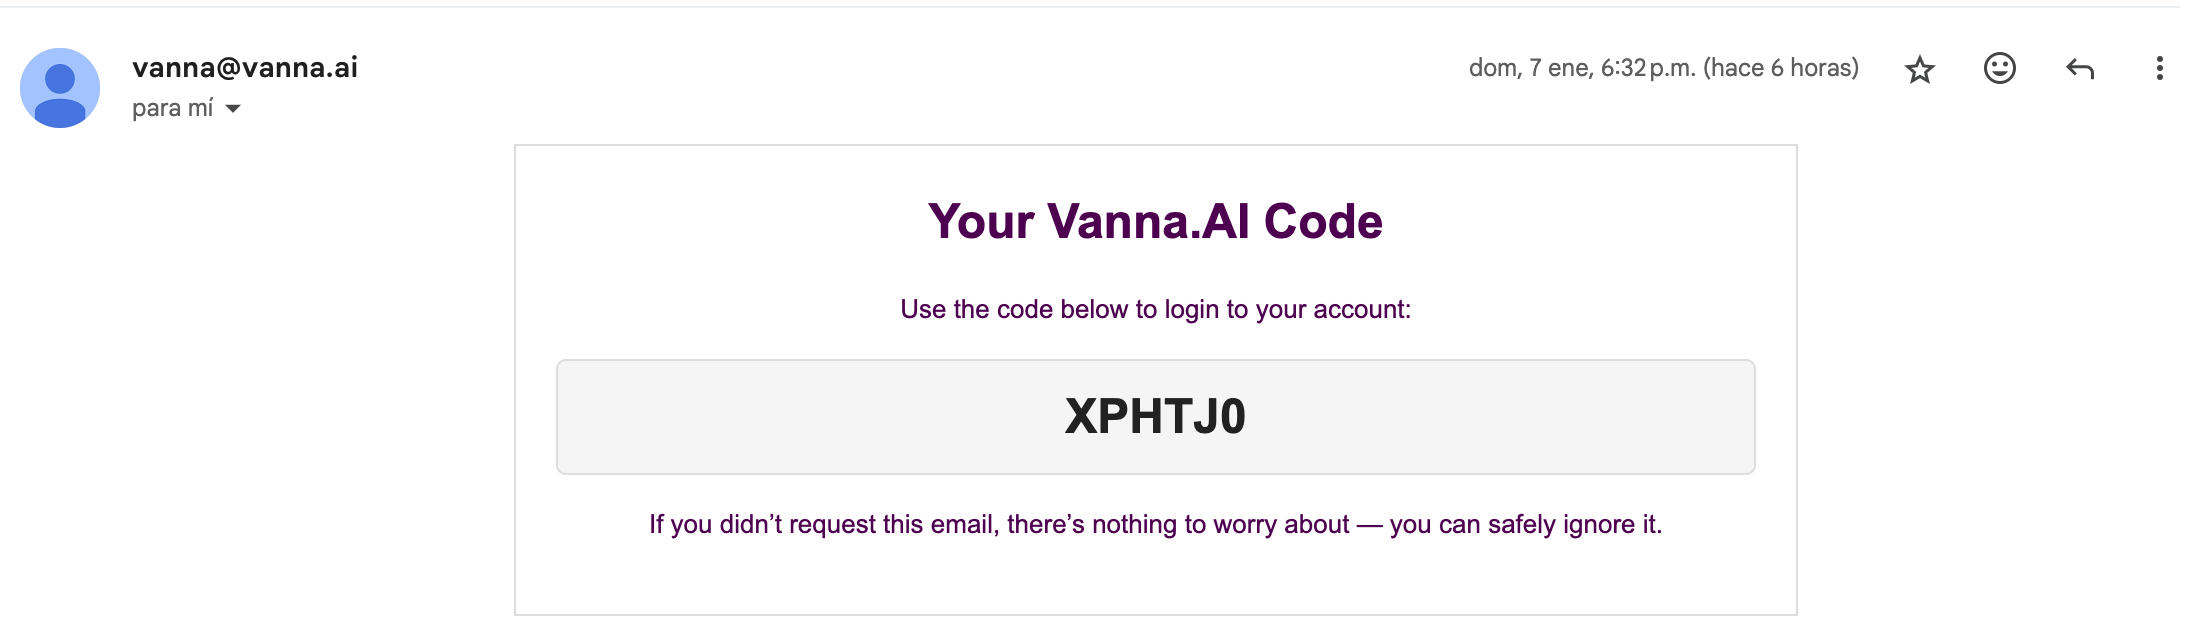 vanna@vanna.ai
dom, 7 ene, 6:32 p.m. (hace 6 horas)
para mí
Your Vanna.AI Code
Use the code below to login to your account:
XPHTJ0
If you didn’t request this email, there’s nothing to worry about — you can safely ignore it.